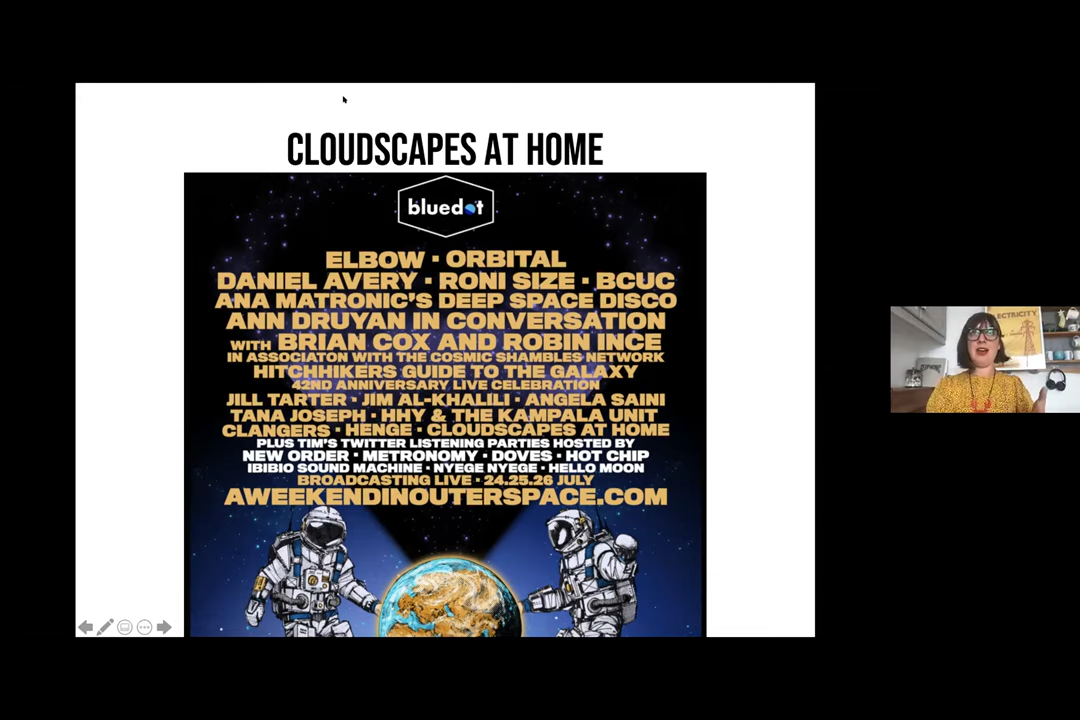 CLOUDSCAPES AT HOME
bluedot
ELBOW · ORBITAL
DANIEL AVERY · RONI SIZE · BCUC
ANA MATRONIC'S DEEP SPACE DISCO
ANN DRUYAN IN CONVERSATION
WITH BRIAN COX AND ROBIN INCE
IN ASSOCIATON WITH THE COSMIC SHAMBLES NETWORK
HITCHHIKERS GUIDE TO THE GALAXY
42ND ANNIVERSARY LIVE CELEBRATION
JILL TARTER · JIM AL-KHALILI · ANGELA SAINI
TANA JOSEPH · HHY & THE KAMPALA UNIT
CLANGERS · HENGE · CLOUDSCAPES AT HOME
PLUS TIM'S TWITTER LISTENING PARTIES HOSTED BY
NEW ORDER · METRONOMY · DOVES · HOT CHIP
IBIBIO SOUND MACHINE · NYEGE NYEGE · HELLO MOON
BROADCASTING LIVE · 24.25.26 JULY
AWEEKENDINOUTERSPACE.COM